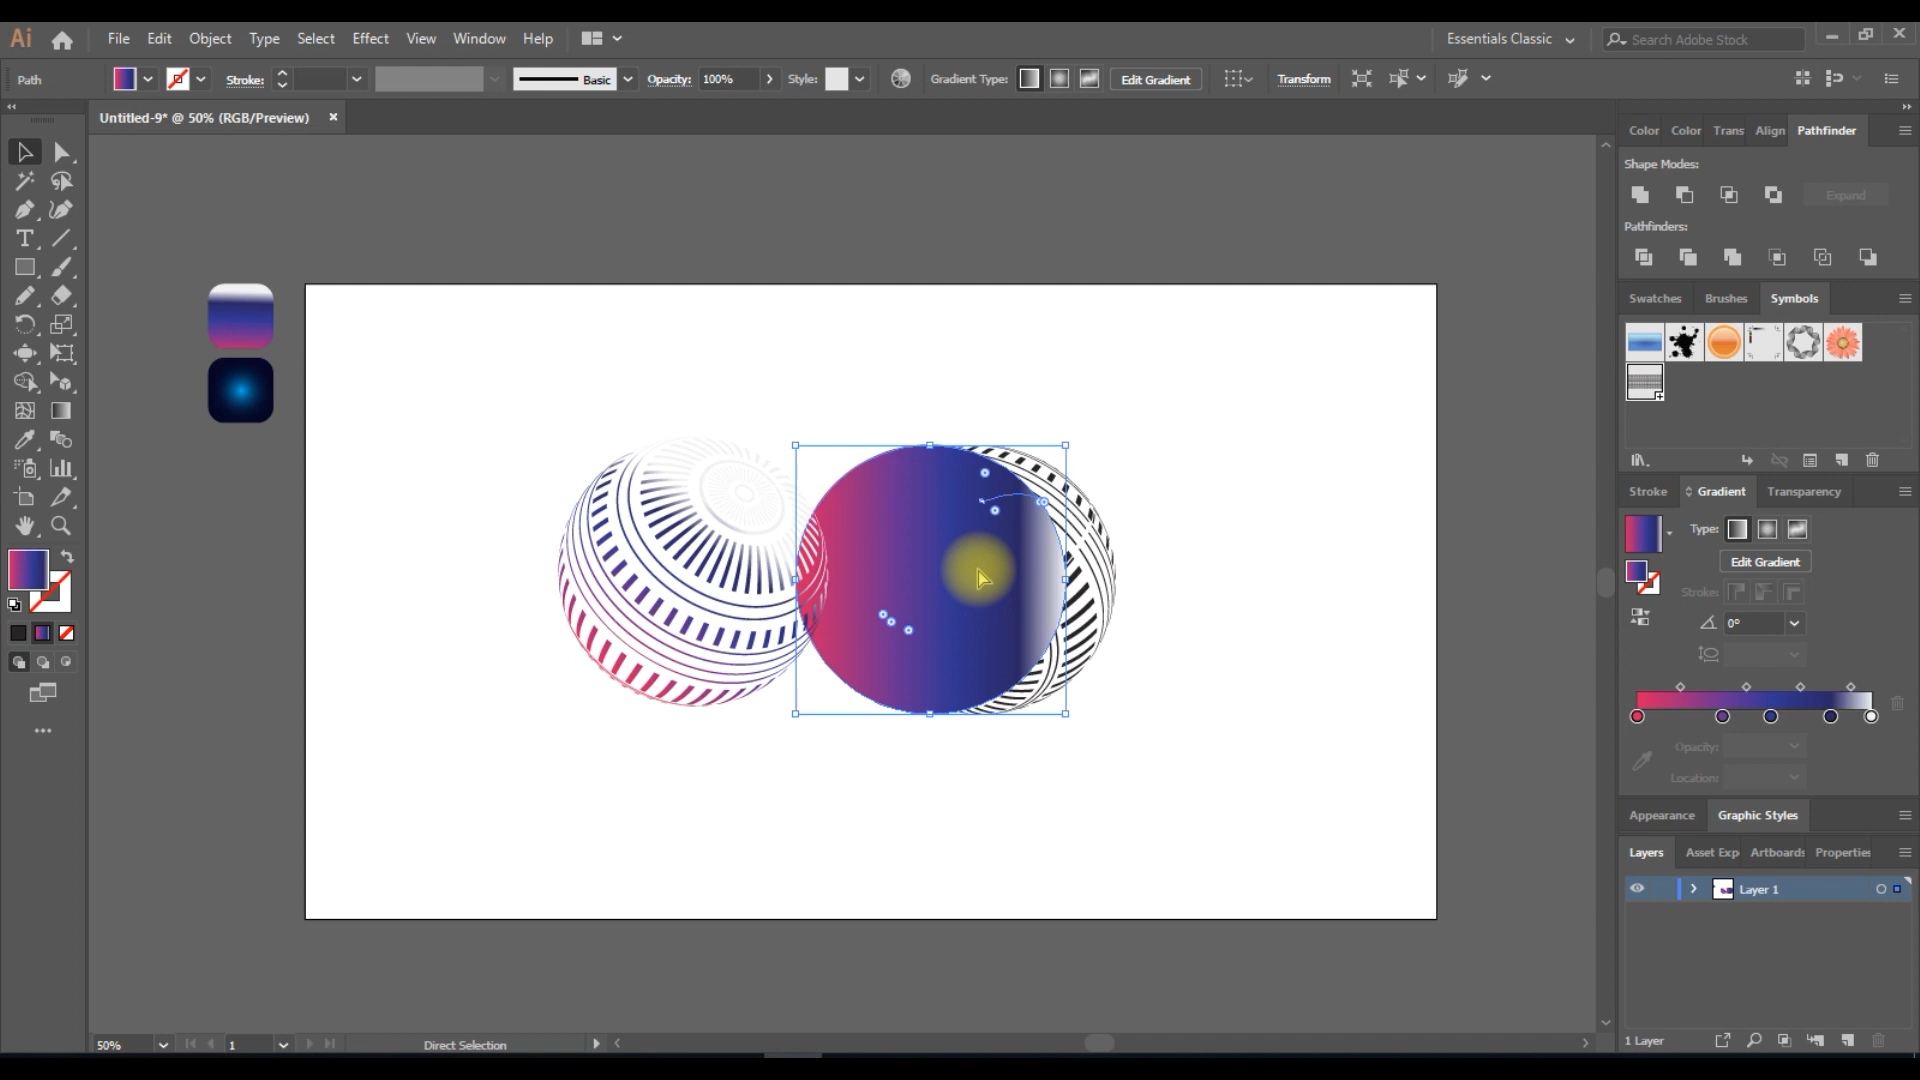 Ai File Edit Object Type Select Effect View Window Help Essentials Classic Search Adobe Stock
Path Stroke: Basic Opacity: 100% Style: Gradient Type: Edit Gradient Transform
Untitled-9* @ 50% (RGB/Preview)
Color Color Trans Align Pathfinder
Shape Modes:
Expand
Pathfinders:
Swatches Brushes Symbols
Stroke Gradient Transparency
Type:
Edit Gradient
Stroke:
0°
Opacity:
Location:
Appearance Graphic Styles
Layers Asset Exp Artboards Properties
Layer 1
1 Layer
50% 1 Direct Selection